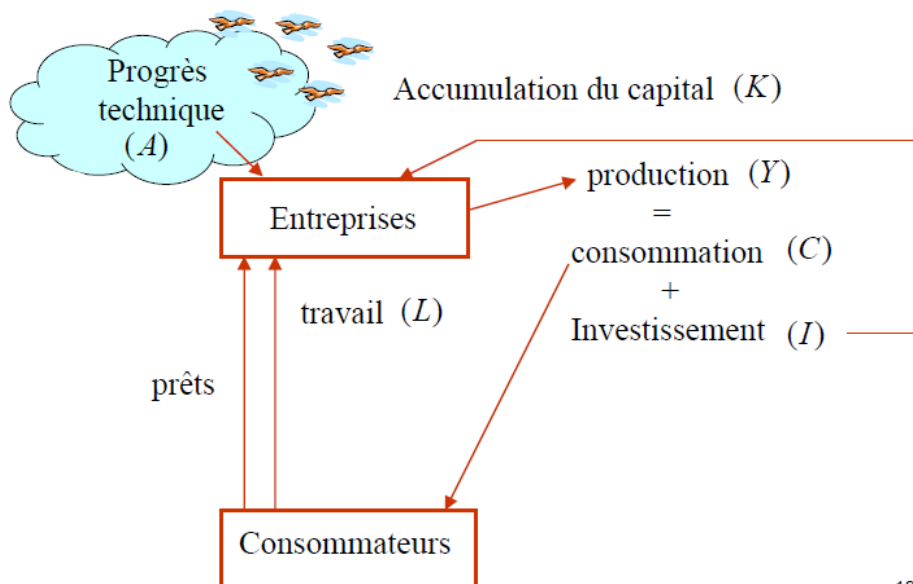 Progrès
technique
(A)
Accumulation du capital (K)
Entreprises
production (Y)
=
consommation (C)
+
Investissement (I)
travail (L)
prêts
Consommateurs